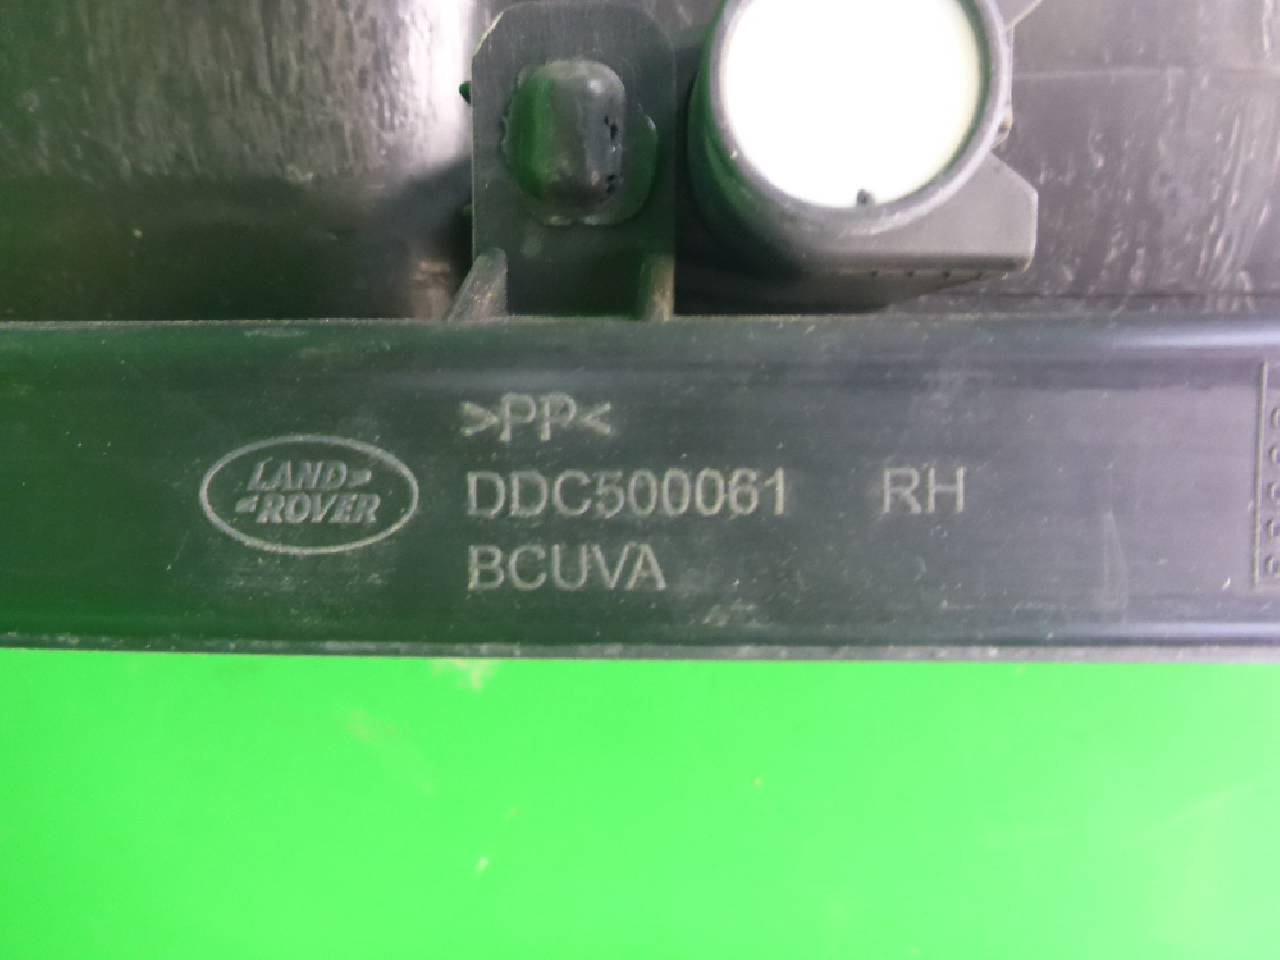 >PP<
LAND
ROVER
DDC500061 RH
BCUVA